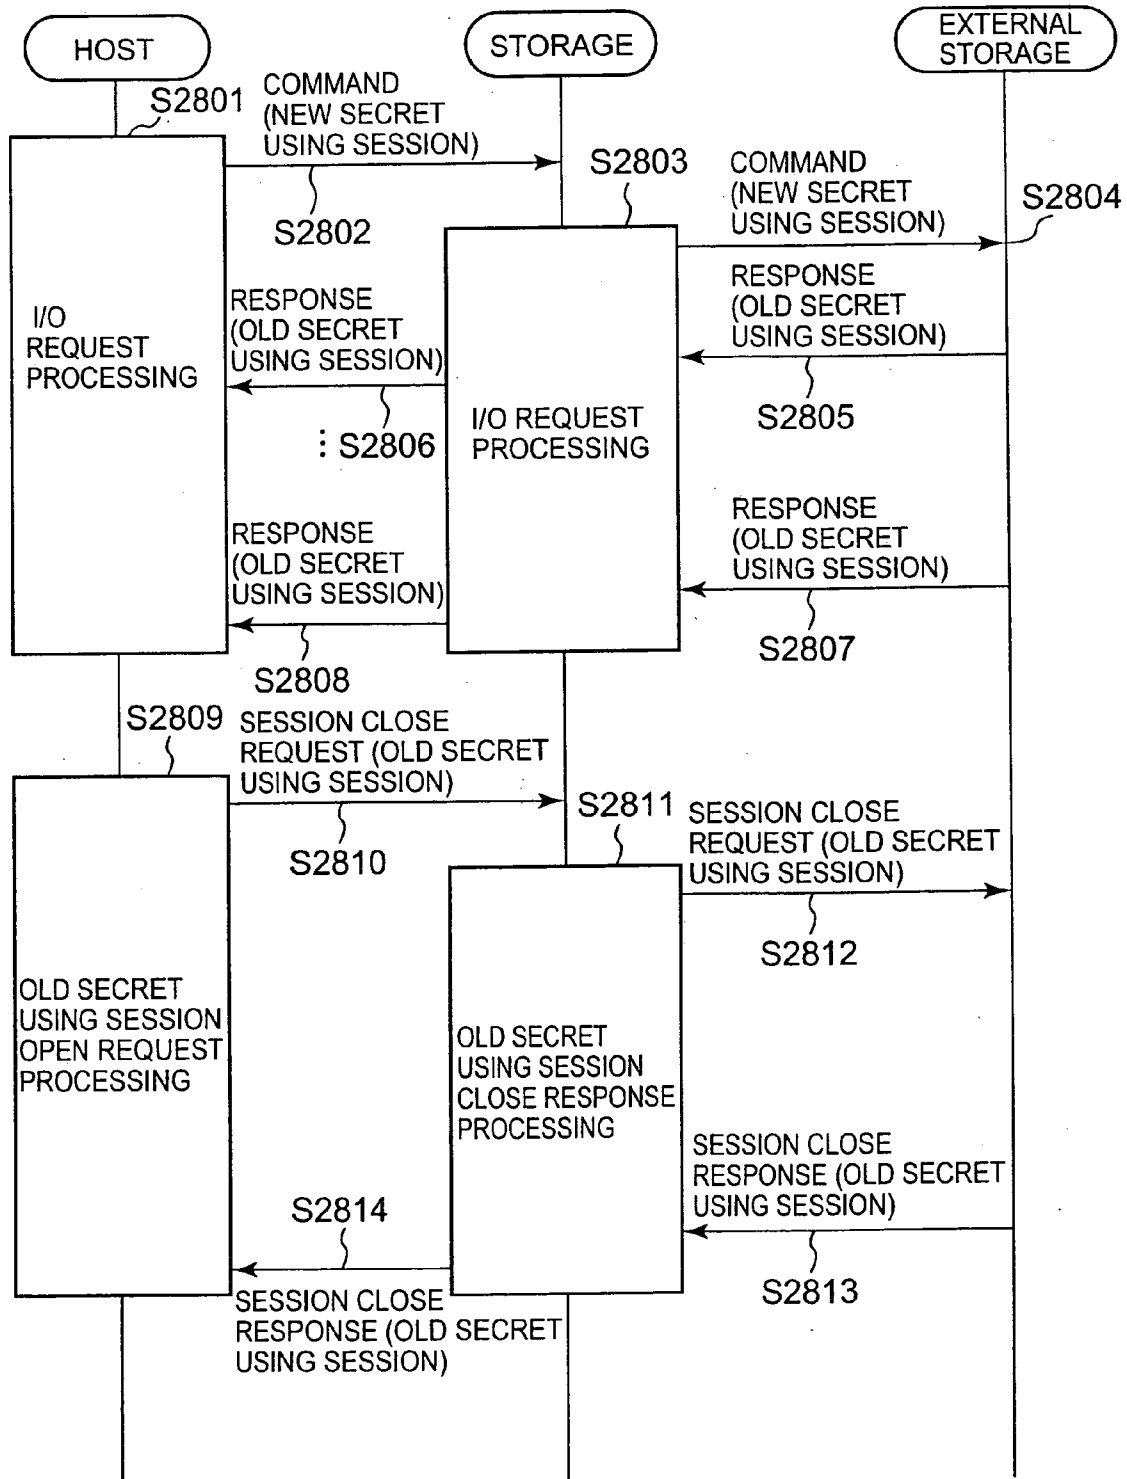 HOST
STORAGE
EXTERNAL
STORAGE
S2801
COMMAND
(NEW SECRET
USING SESSION)
S2802
S2803
COMMAND
(NEW SECRET
USING SESSION)
S2804
I/O
REQUEST
PROCESSING
RESPONSE
(OLD SECRET
USING SESSION)
S2805
RESPONSE
(OLD SECRET
USING SESSION)
⋮ S2806
I/O REQUEST
PROCESSING
RESPONSE
(OLD SECRET
USING SESSION)
S2807
RESPONSE
(OLD SECRET
USING SESSION)
S2808
S2809
SESSION CLOSE
REQUEST (OLD SECRET
USING SESSION)
S2810
S2811
SESSION CLOSE
REQUEST (OLD SECRET
USING SESSION)
S2812
OLD SECRET
USING SESSION
OPEN REQUEST
PROCESSING
OLD SECRET
USING SESSION
CLOSE RESPONSE
PROCESSING
SESSION CLOSE
RESPONSE (OLD SECRET
USING SESSION)
S2813
S2814
SESSION CLOSE
RESPONSE (OLD SECRET
USING SESSION)